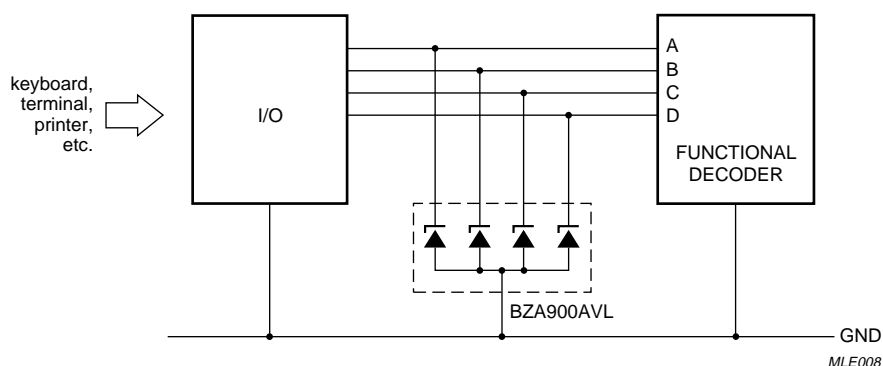 keyboard,
terminal,
printer,
etc.
I/O
A
B
C
D
FUNCTIONAL
DECODER
BZA900AVL
GND
MLE008